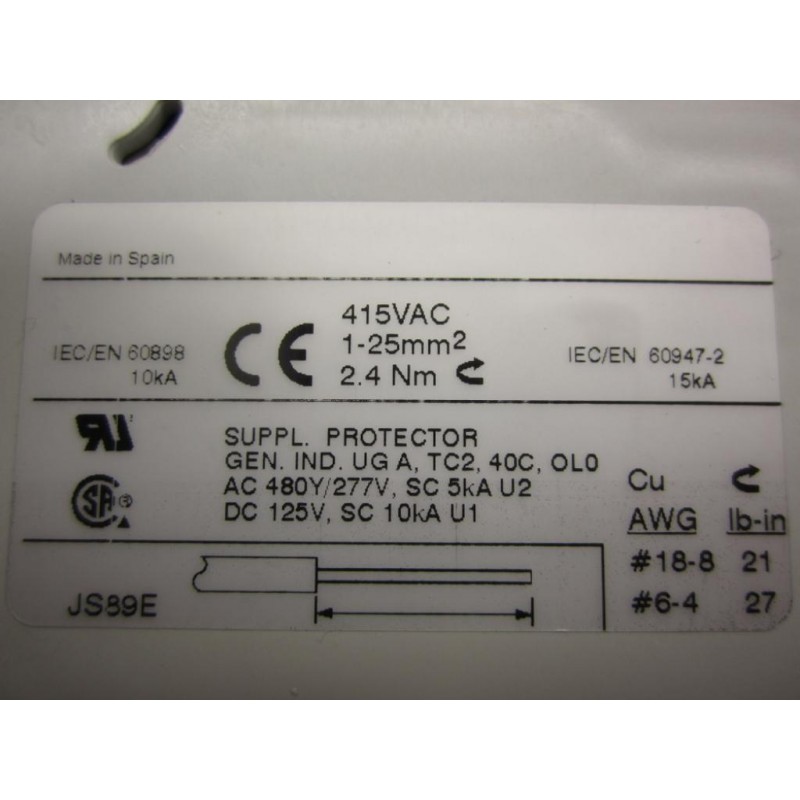 Made in Spain
IEC/EN 60898
10kA
CE
415VAC
1-25mm²
2.4 Nm
IEC/EN 60947-2
15kA
SUPPL. PROTECTOR
GEN. IND. UG A, TC2, 40C, OL0
AC 480Y/277V, SC 5kA U2
DC 125V, SC 10kA U1
Cu
AWG lb-in
#18-8 21
#6-4 27
JS89E